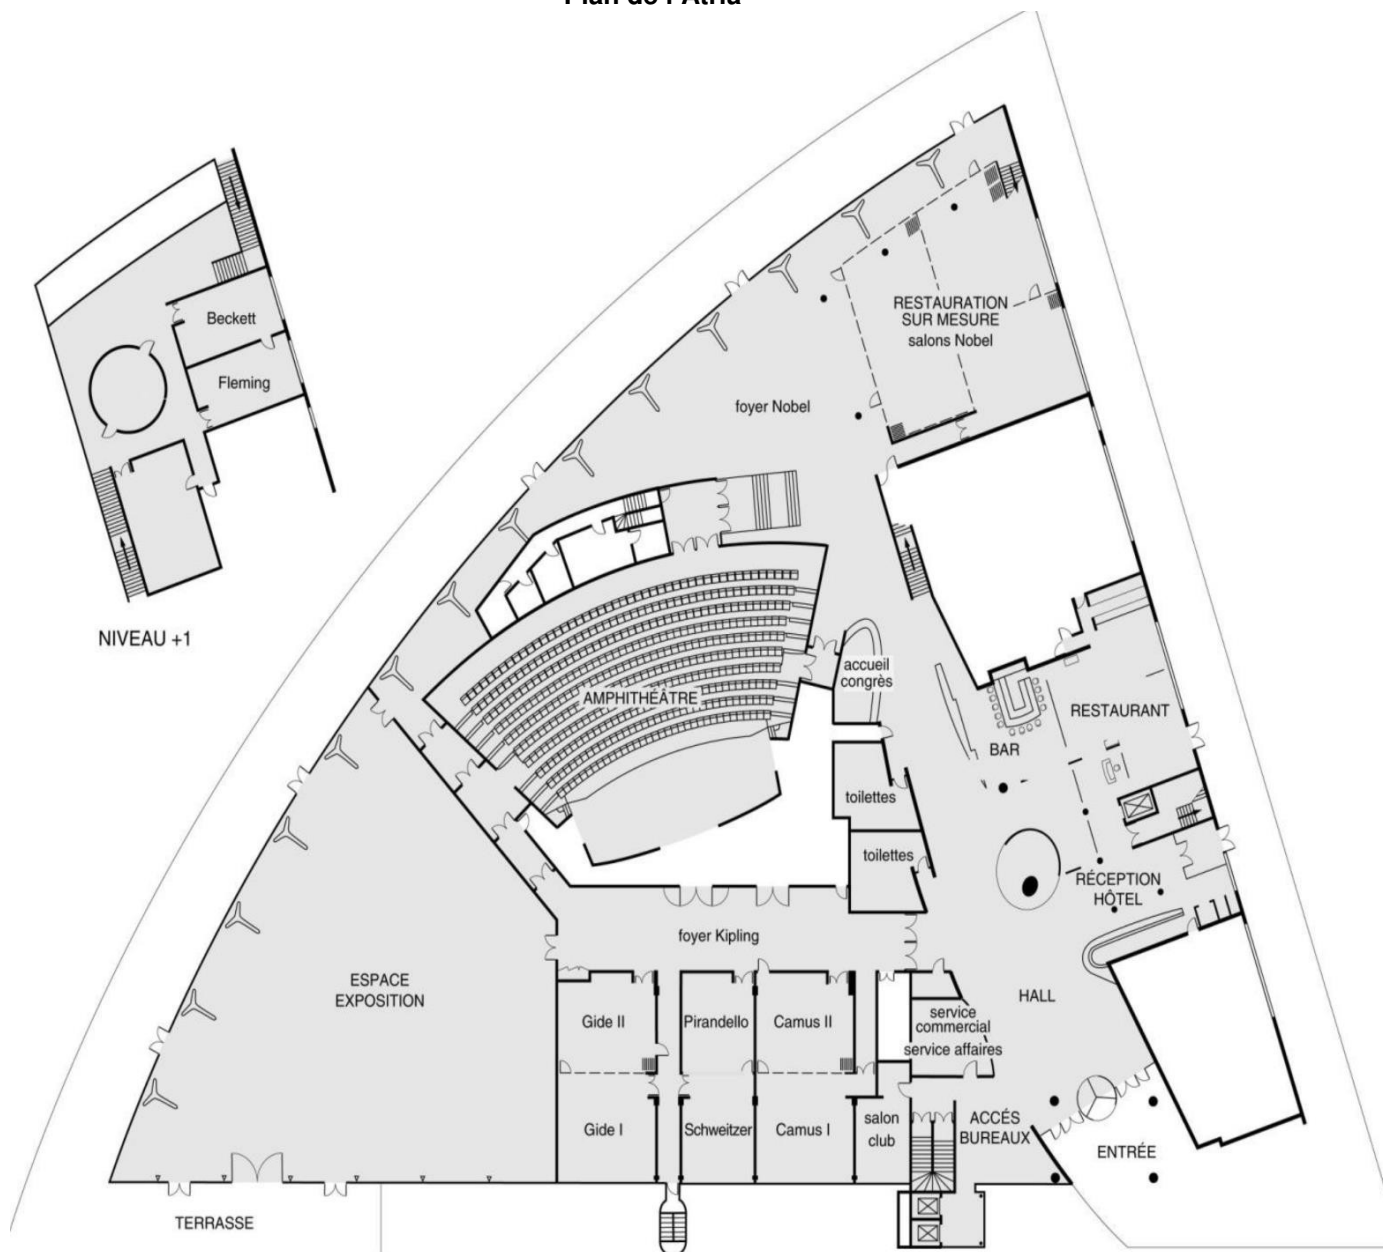 Plan de l'Atria
RESTAURATION
SUR MESURE
salons Nobel
Beckett
Fleming
foyer Nobel
NIVEAU +1
accueil
congrès
AMPHITHÉÂTRE
RESTAURANT
BAR
toilettes
toilettes
RÉCEPTION
HÔTEL
foyer Kipling
ESPACE
EXPOSITION
HALL
Gide II
Pirandello
Camus II
service
commercial
service affaires
Gide I
Schweitzer
Camus I
salon
club
ACCÉS
BUREAUX
ENTRÉE
TERRASSE